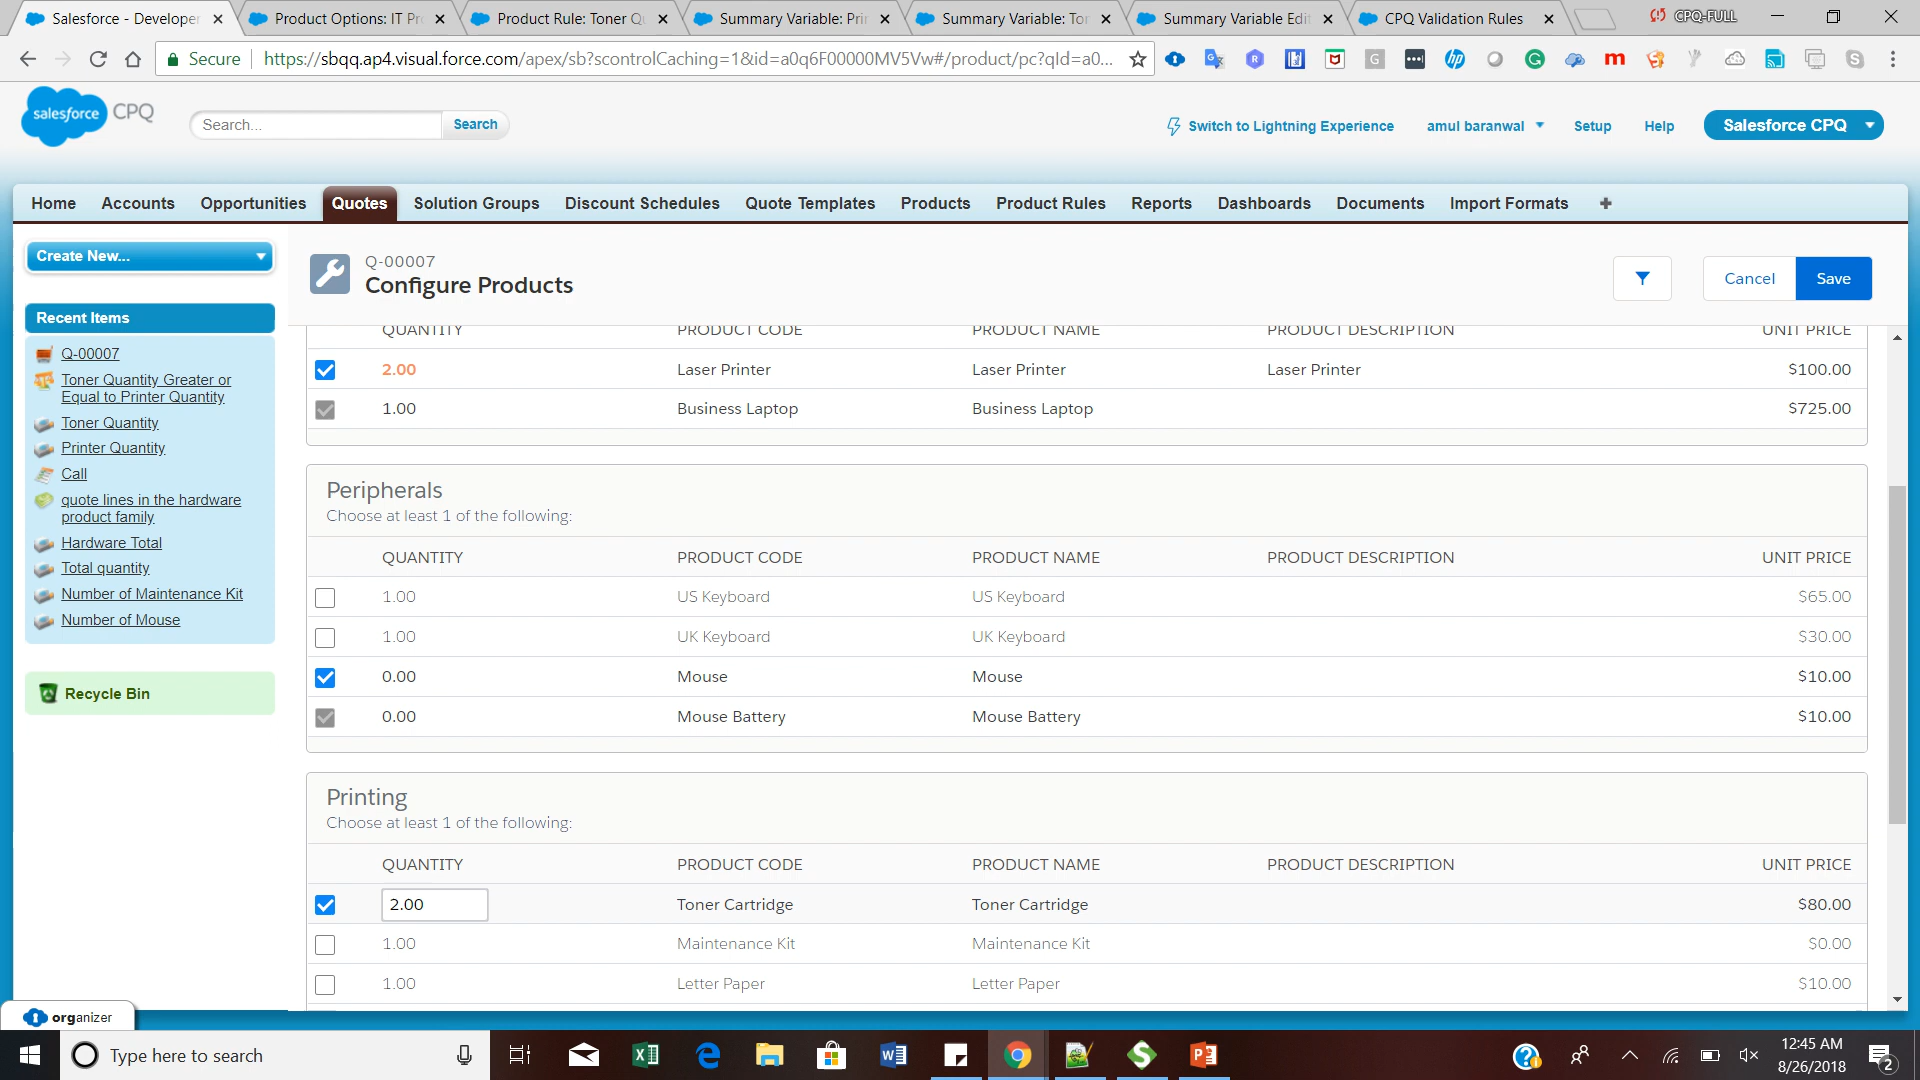 Salesforce - Developer
Product Options: IT Pr
Product Rule: Toner Q
Summary Variable: Prin
Summary Variable: Ton
Summary Variable Edit
CPQ Validation Rules
CPQ-FULL
Secure
https://sbqq.ap4.visual.force.com/apex/sb?scontrolCaching=1&id=a0q6F00000MV5Vw#/product/pc?qId=a0...
salesforce CPQ
Search...
Search
Switch to Lightning Experience
amul baranwal
Setup
Help
Salesforce CPQ
Home Accounts Opportunities Quotes Solution Groups Discount Schedules Quote Templates Products Product Rules Reports Dashboards Documents Import Formats +
Create New...
Recent Items
Q-00007
Toner Quantity Greater or
Equal to Printer Quantity
Toner Quantity
Printer Quantity
Call
quote lines in the hardware
product family
Hardware Total
Total quantity
Number of Maintenance Kit
Number of Mouse
Recycle Bin
Q-00007
Configure Products
Cancel
Save
QUANTITY PRODUCT CODE PRODUCT NAME PRODUCT DESCRIPTION UNIT PRICE
2.00 Laser Printer Laser Printer Laser Printer $100.00
1.00 Business Laptop Business Laptop $725.00
Peripherals
Choose at least 1 of the following:
QUANTITY PRODUCT CODE PRODUCT NAME PRODUCT DESCRIPTION UNIT PRICE
1.00 US Keyboard US Keyboard $65.00
1.00 UK Keyboard UK Keyboard $30.00
0.00 Mouse Mouse $10.00
0.00 Mouse Battery Mouse Battery $10.00
Printing
Choose at least 1 of the following:
QUANTITY PRODUCT CODE PRODUCT NAME PRODUCT DESCRIPTION UNIT PRICE
2.00 Toner Cartridge Toner Cartridge $80.00
1.00 Maintenance Kit Maintenance Kit $0.00
1.00 Letter Paper Letter Paper $10.00
organizer
Type here to search
12:45 AM
8/26/2018
2